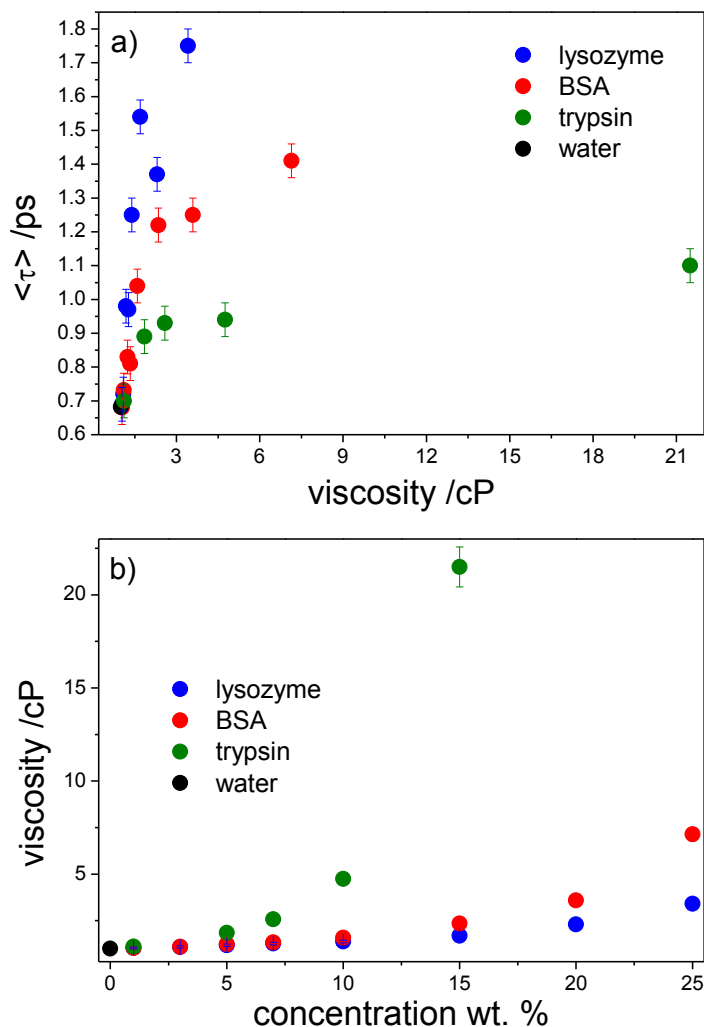 a)
1.8
1.7
1.6
1.5
1.4
1.3
1.2
1.1
1.0
0.9
0.8
0.7
0.6
<τ> /ps
lysozyme
BSA
trypsin
water
3 6 9 12 15 18 21
viscosity /cP
b)
20
15
10
5
viscosity /cP
lysozyme
BSA
trypsin
water
0 5 10 15 20 25
concentration wt. %